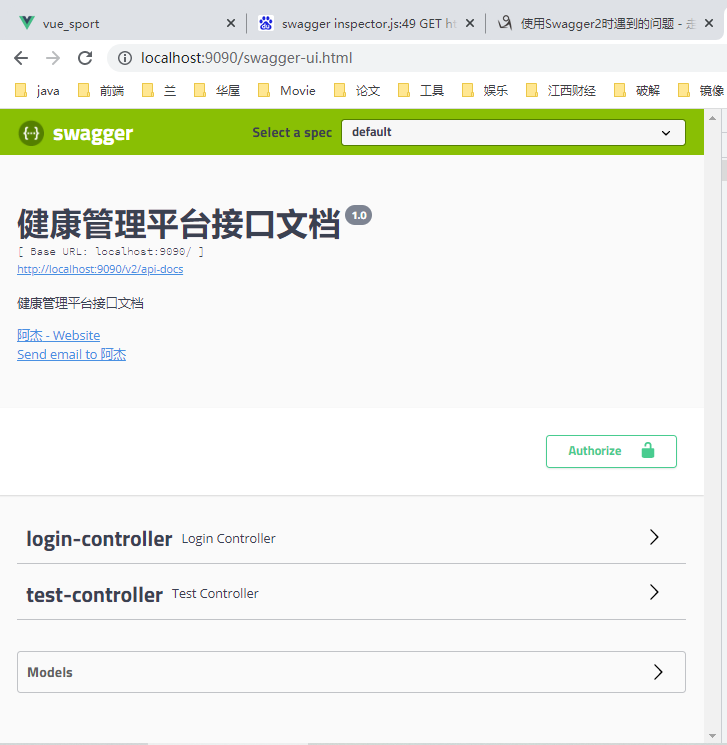 vue_sport
swagger inspector.js:49 GET
使用Swagger2时遇到的问题 - 走
localhost:9090/swagger-ui.html
java 前端 兰 华屋 Movie 论文 工具 娱乐 江西财经 破解 镜像
swagger Select a spec default
健康管理平台接口文档 1.0
[ Base URL: localhost:9090/ ]
http://localhost:9090/v2/api-docs
健康管理平台接口文档
阿杰 - Website
Send email to 阿杰
Authorize
login-controller Login Controller
test-controller Test Controller
Models